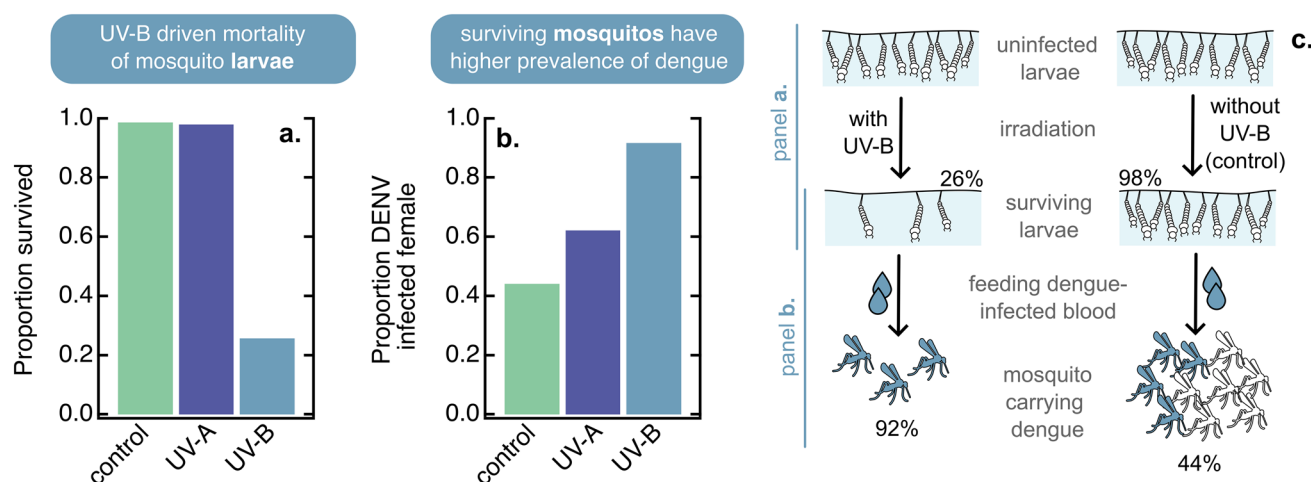 UV-B driven mortality
of mosquito larvae
surviving mosquitos have
higher prevalence of dengue
a.
Proportion survived
1.0
0.8
0.6
0.4
0.2
0.0
control
UV-A
UV-B
b.
Proportion DENV
infected female
1.0
0.8
0.6
0.4
0.2
0.0
control
UV-A
UV-B
c.
panel a.
panel b.
uninfected
larvae
with
UV-B
irradiation
without
UV-B
(control)
26%
98%
surviving
larvae
feeding dengue-
infected blood
mosquito
carrying
dengue
92%
44%